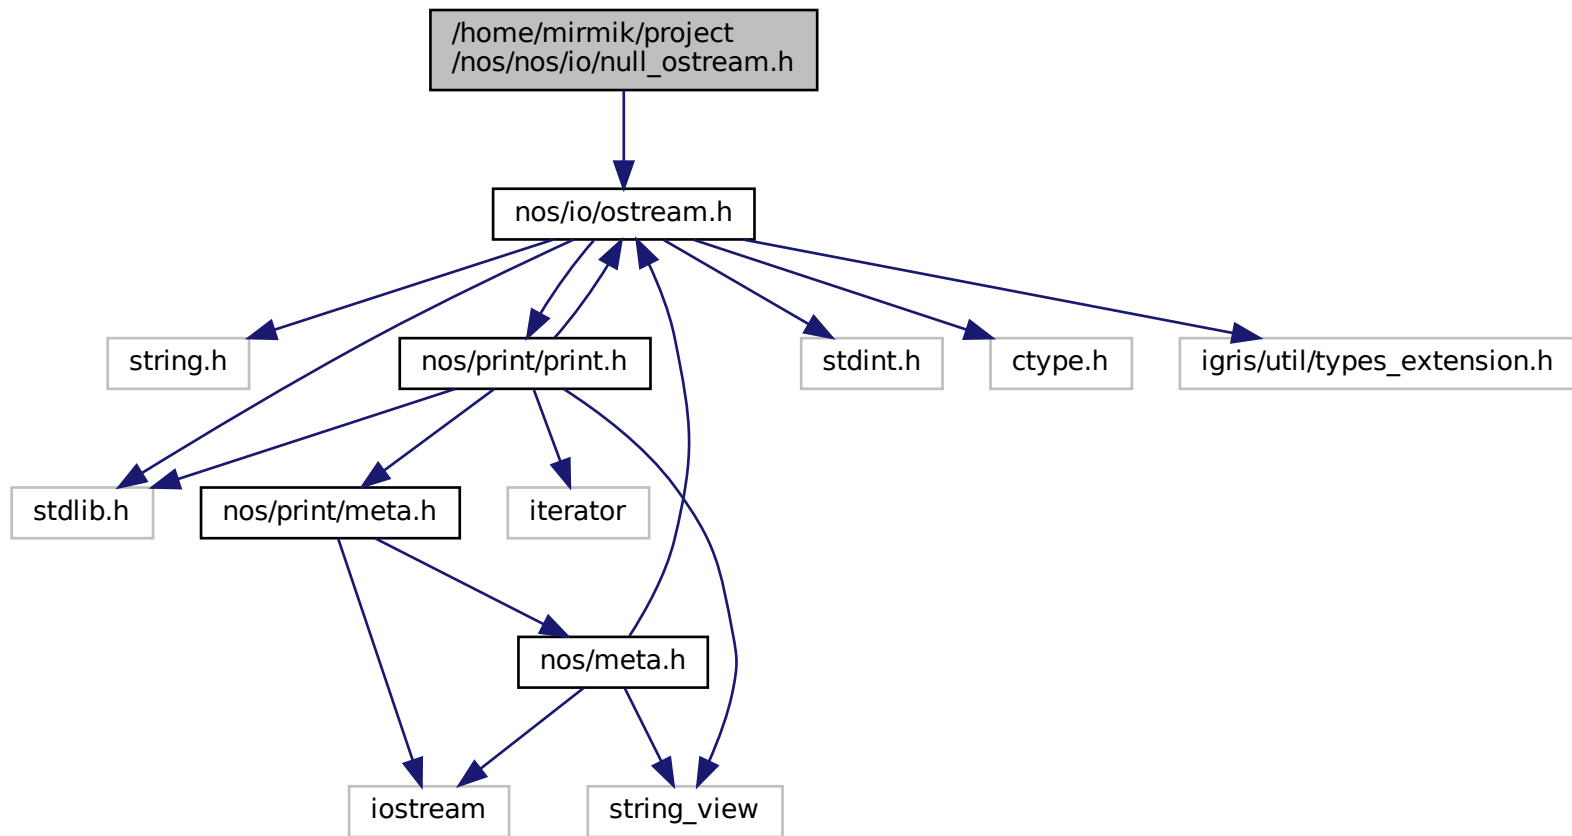 /home/mirmik/project
/nos/nos/io/null_ostream.h
nos/io/ostream.h
string.h
nos/print/print.h
stdint.h
ctype.h
igris/util/types_extension.h
stdlib.h
nos/print/meta.h
iterator
nos/meta.h
iostream
string_view